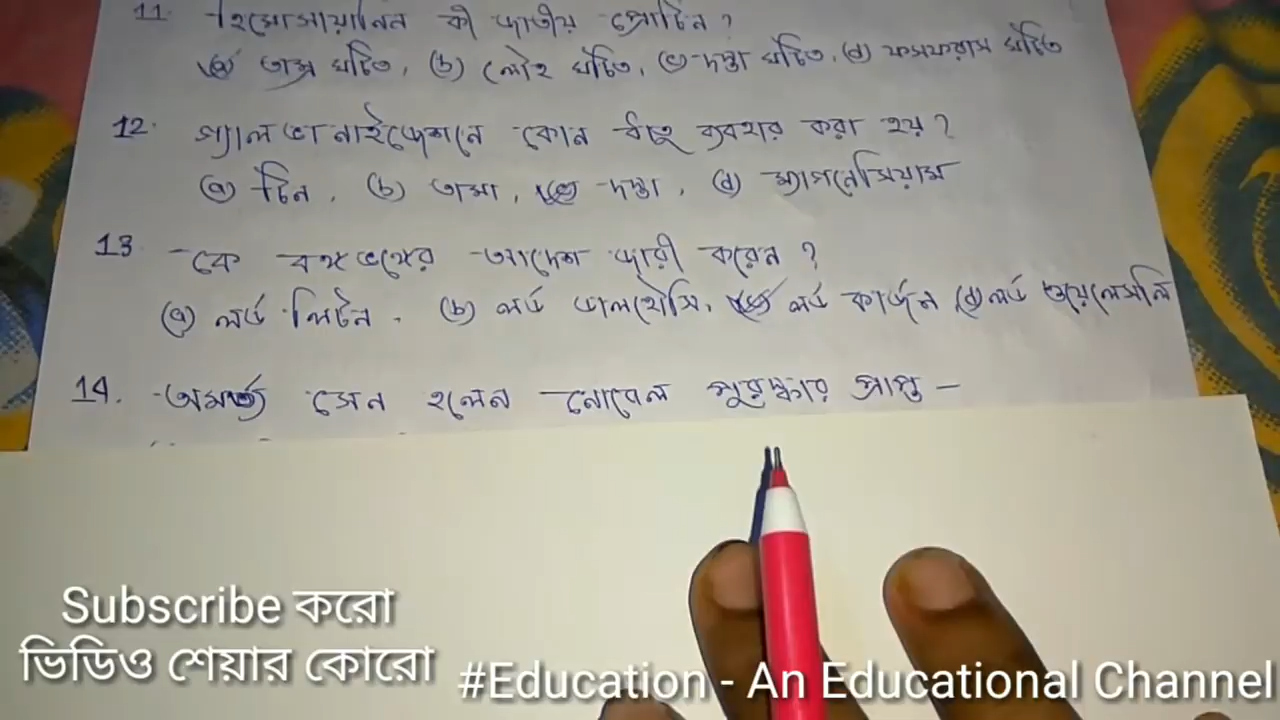 11. হিমোসায়ানিন কী জাতীয় প্রোটিন ?
(a) তাম্র ঘটিত, (b) লৌহ ঘটিত, (c) দস্তা ঘটিত, (d) ফসফরাস ঘটিত
12. গ্যালভানাইজেশনে কোন ধাতু ব্যবহার করা হয় ?
(a) টিন, (b) তামা, (c) দস্তা, (d) ম্যাগনেসিয়াম
13 কে বঙ্গভঙ্গের আদেশ জারী করেন ?
(a) লর্ড লিটন, (b) লর্ড ডালহৌসি, (c) লর্ড কার্জন (d) লর্ড ওয়েলেসলি
14. অমর্ত্য সেন হলেন নোবেল পুরস্কার প্রাপ্ত –
Subscribe করো
ভিডিও শেয়ার কোরো
#Education - An Educational Channel